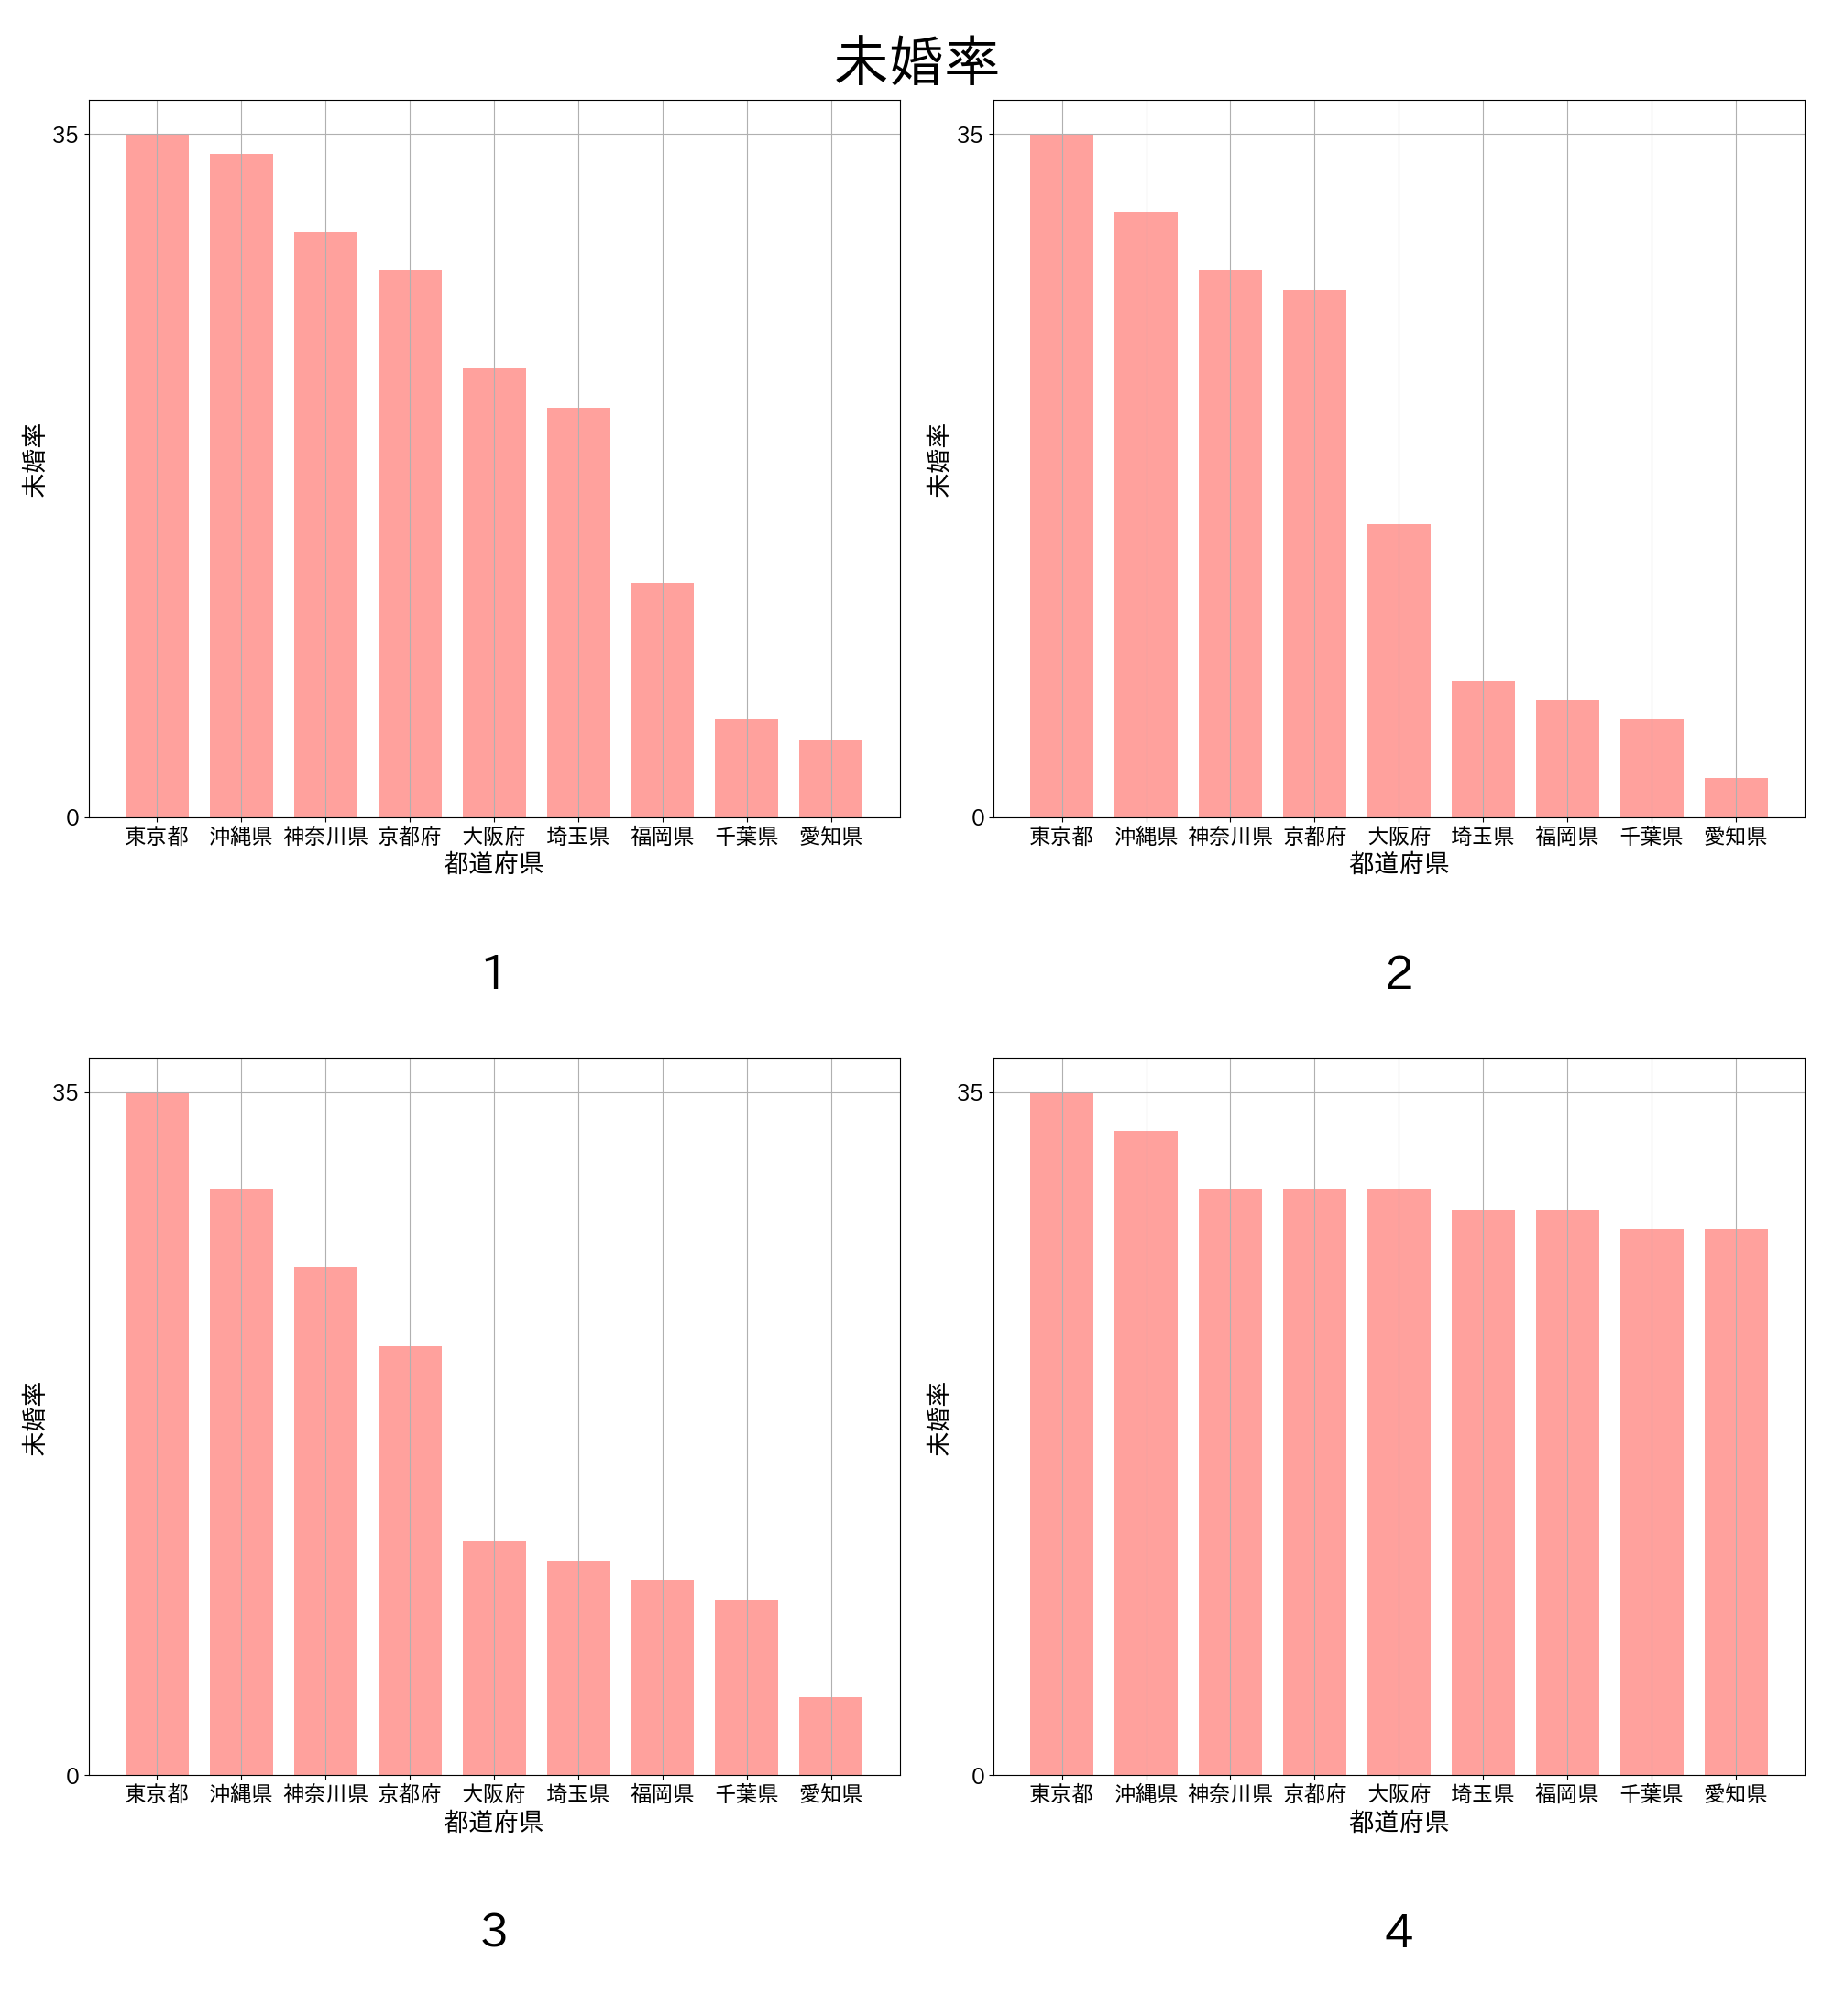 未婚率
35
0
未婚率
東京都 沖縄県 神奈川県 京都府 大阪府 埼玉県 福岡県 千葉県 愛知県
都道府県
1
35
0
未婚率
東京都 沖縄県 神奈川県 京都府 大阪府 埼玉県 福岡県 千葉県 愛知県
都道府県
2
35
0
未婚率
東京都 沖縄県 神奈川県 京都府 大阪府 埼玉県 福岡県 千葉県 愛知県
都道府県
3
35
0
未婚率
東京都 沖縄県 神奈川県 京都府 大阪府 埼玉県 福岡県 千葉県 愛知県
都道府県
4